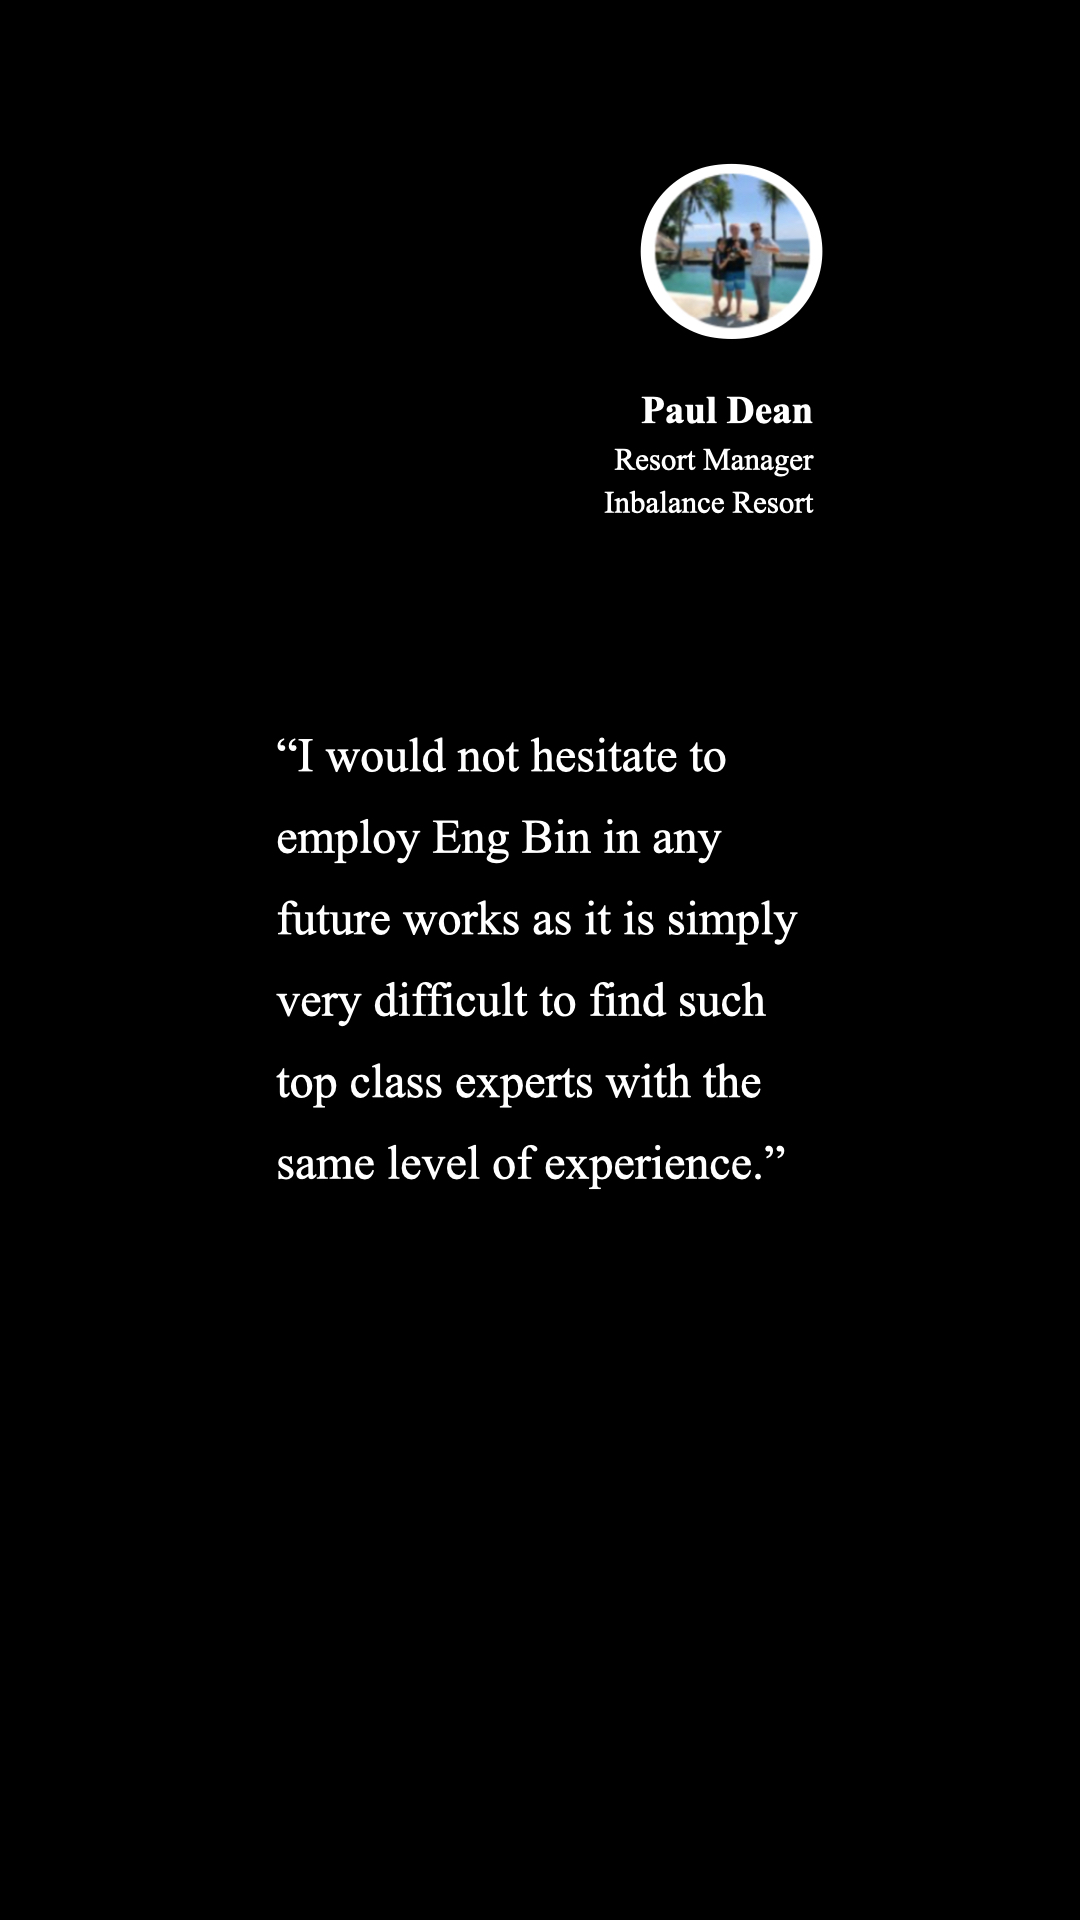 Paul Dean
Resort Manager
Inbalance Resort
“I would not hesitate to
employ Eng Bin in any
future works as it is simply
very difficult to find such
top class experts with the
same level of experience.”